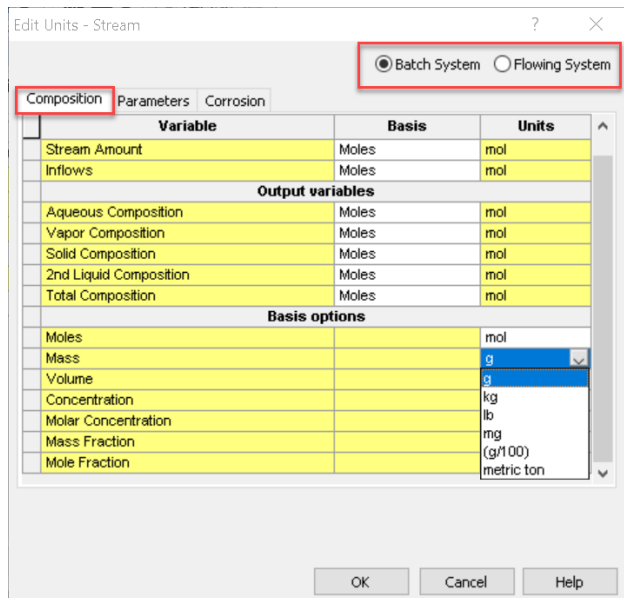 Edit Units - Stream ?
Batch System Flowing System
Composition Parameters Corrosion
Variable Basis Units
Stream Amount Moles mol
Inflows Moles mol
Output variables
Aqueous Composition Moles mol
Vapor Composition Moles mol
Solid Composition Moles mol
2nd Liquid Composition Moles mol
Total Composition Moles mol
Basis options
Moles mol
Mass g
Volume g
Concentration kg
Molar Concentration lb
Mass Fraction mg
Mole Fraction (g/100)
metric ton
OK Cancel Help